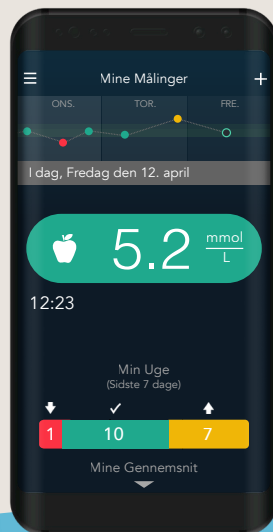 Mine Målinger
ONS. TOR. FRE.
I dag, Fredag den 12. april
5.2 mmol
L
12:23
Min Uge
(Sidste 7 dage)
1 10 7
Mine Gennemsnit